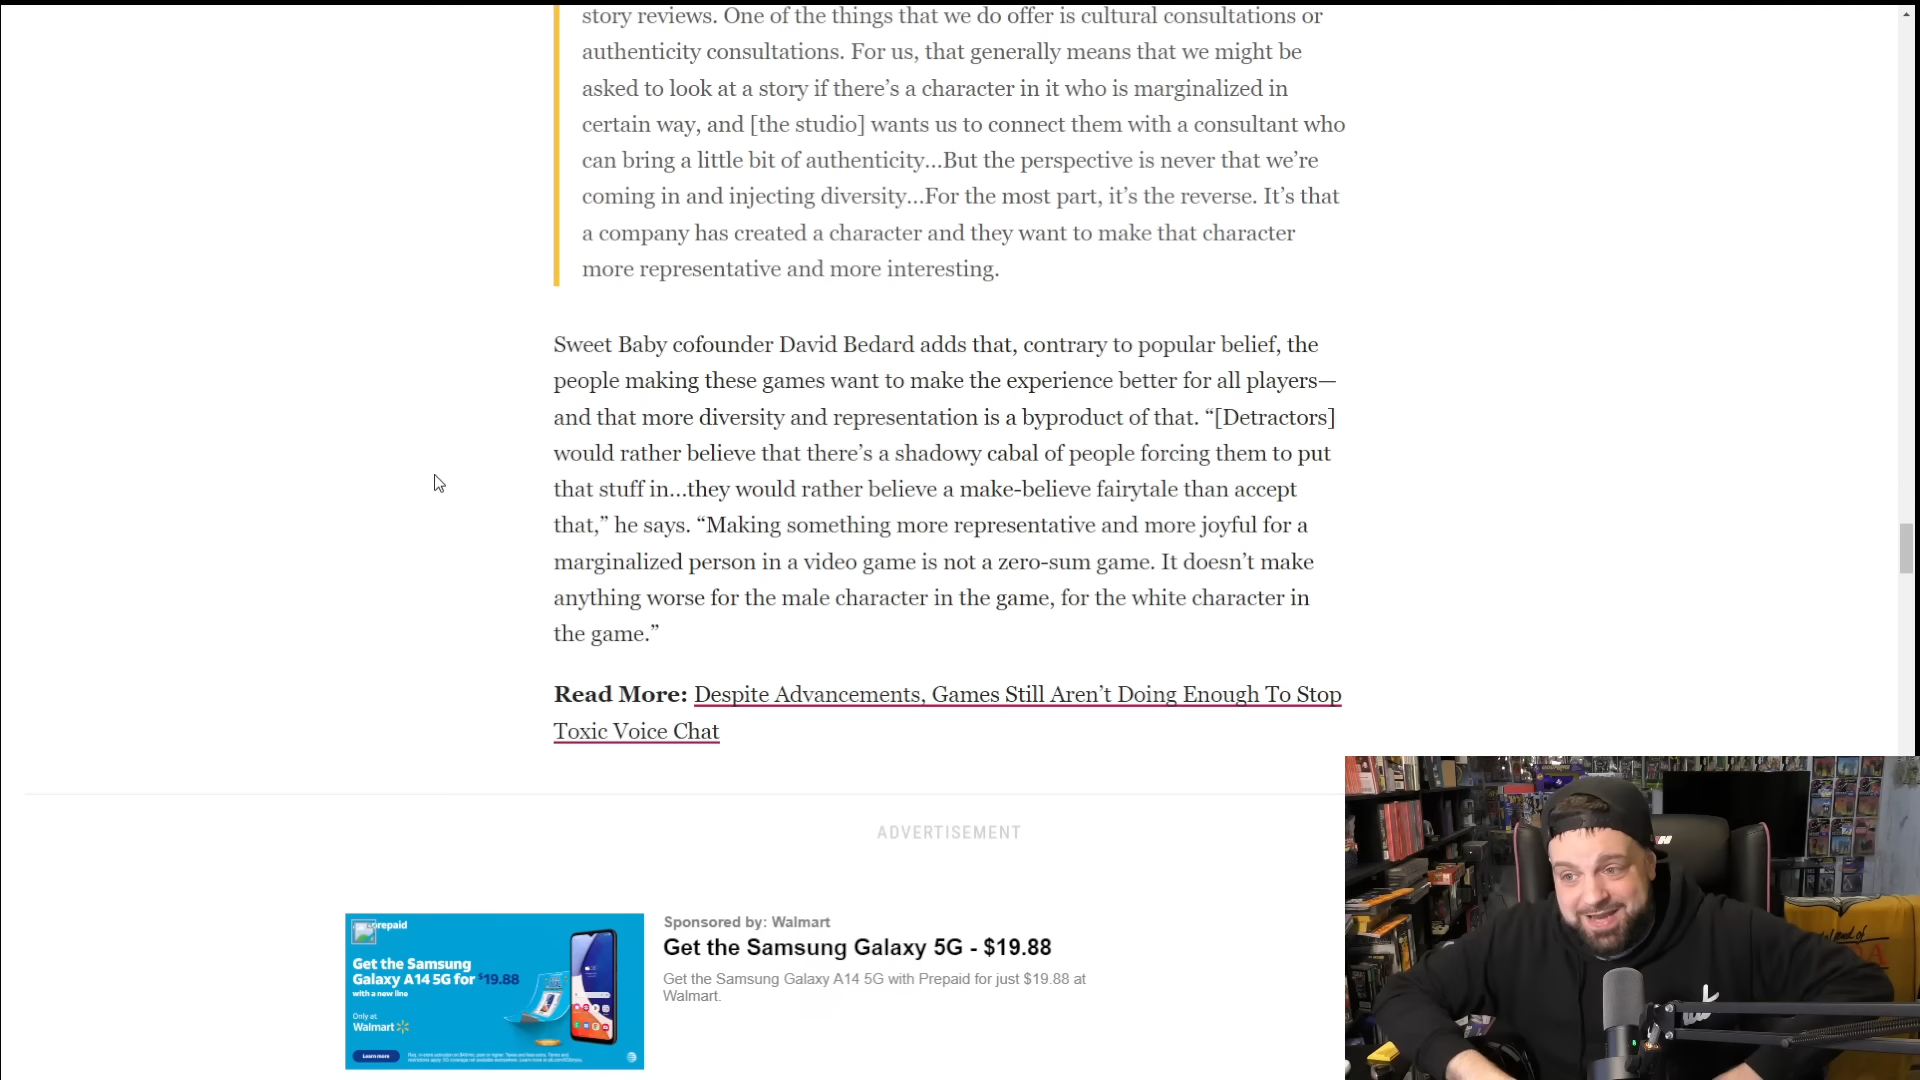 story reviews. One of the things that we do offer is cultural consultations or
authenticity consultations. For us, that generally means that we might be
asked to look at a story if there’s a character in it who is marginalized in
certain way, and [the studio] wants us to connect them with a consultant who
can bring a little bit of authenticity…But the perspective is never that we’re
coming in and injecting diversity…For the most part, it’s the reverse. It’s that
a company has created a character and they want to make that character
more representative and more interesting.
Sweet Baby cofounder David Bedard adds that, contrary to popular belief, the
people making these games want to make the experience better for all players—
and that more diversity and representation is a byproduct of that. “[Detractors]
would rather believe that there’s a shadowy cabal of people forcing them to put
that stuff in…they would rather believe a make-believe fairytale than accept
that,” he says. “Making something more representative and more joyful for a
marginalized person in a video game is not a zero-sum game. It doesn’t make
anything worse for the male character in the game, for the white character in
the game.”
Read More: Despite Advancements, Games Still Aren’t Doing Enough To Stop
Toxic Voice Chat
ADVERTISEMENT
prepaid
Get the Samsung
Galaxy A14 5G for $19.88
with a new line
Only at
Walmart
Learn more
Sponsored by: Walmart
Get the Samsung Galaxy 5G - $19.88
Get the Samsung Galaxy A14 5G with Prepaid for just $19.88 at
Walmart.